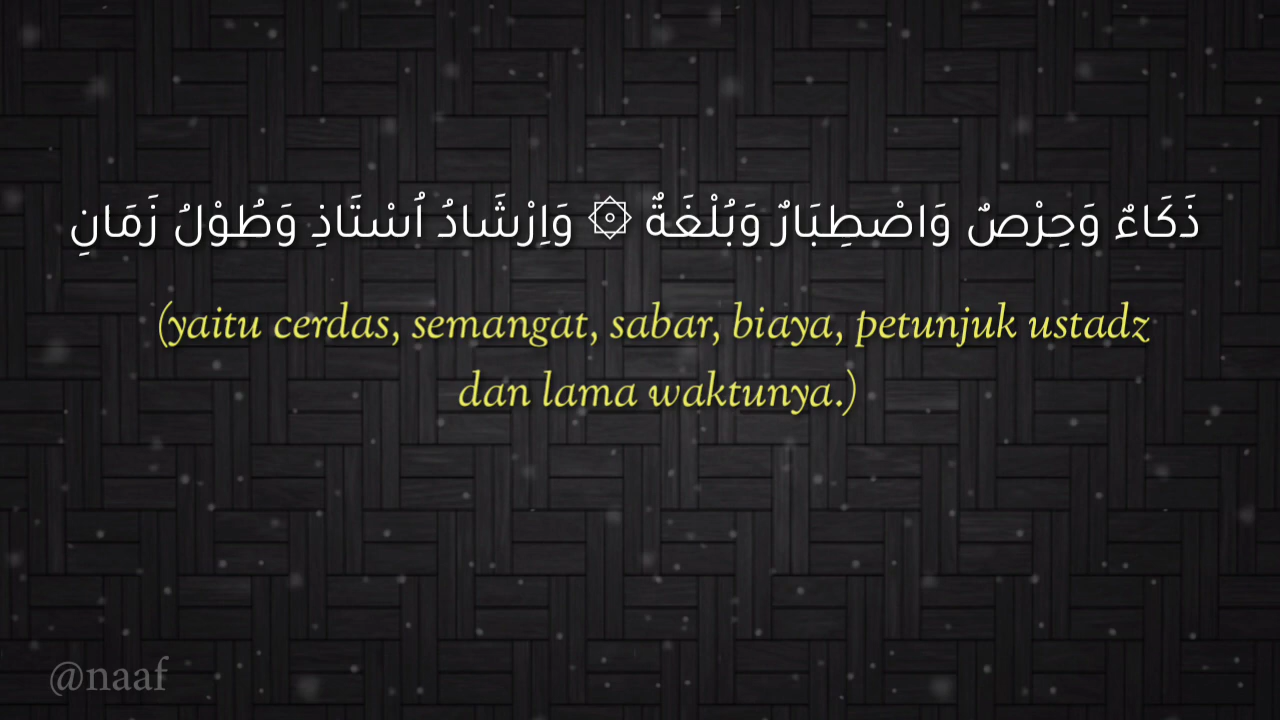 ذَكَاءٌ وَحِرْصٌ وَاصْطِبَارٌ وَبُلْغَةٌ ۞ وَاِرْشَادُ اُسْتَاذِ وَطُوْلُ زَمَانِ
(yaitu cerdas, semangat, sabar, biaya, petunjuk ustadz
dan lama waktunya.)
@naaf